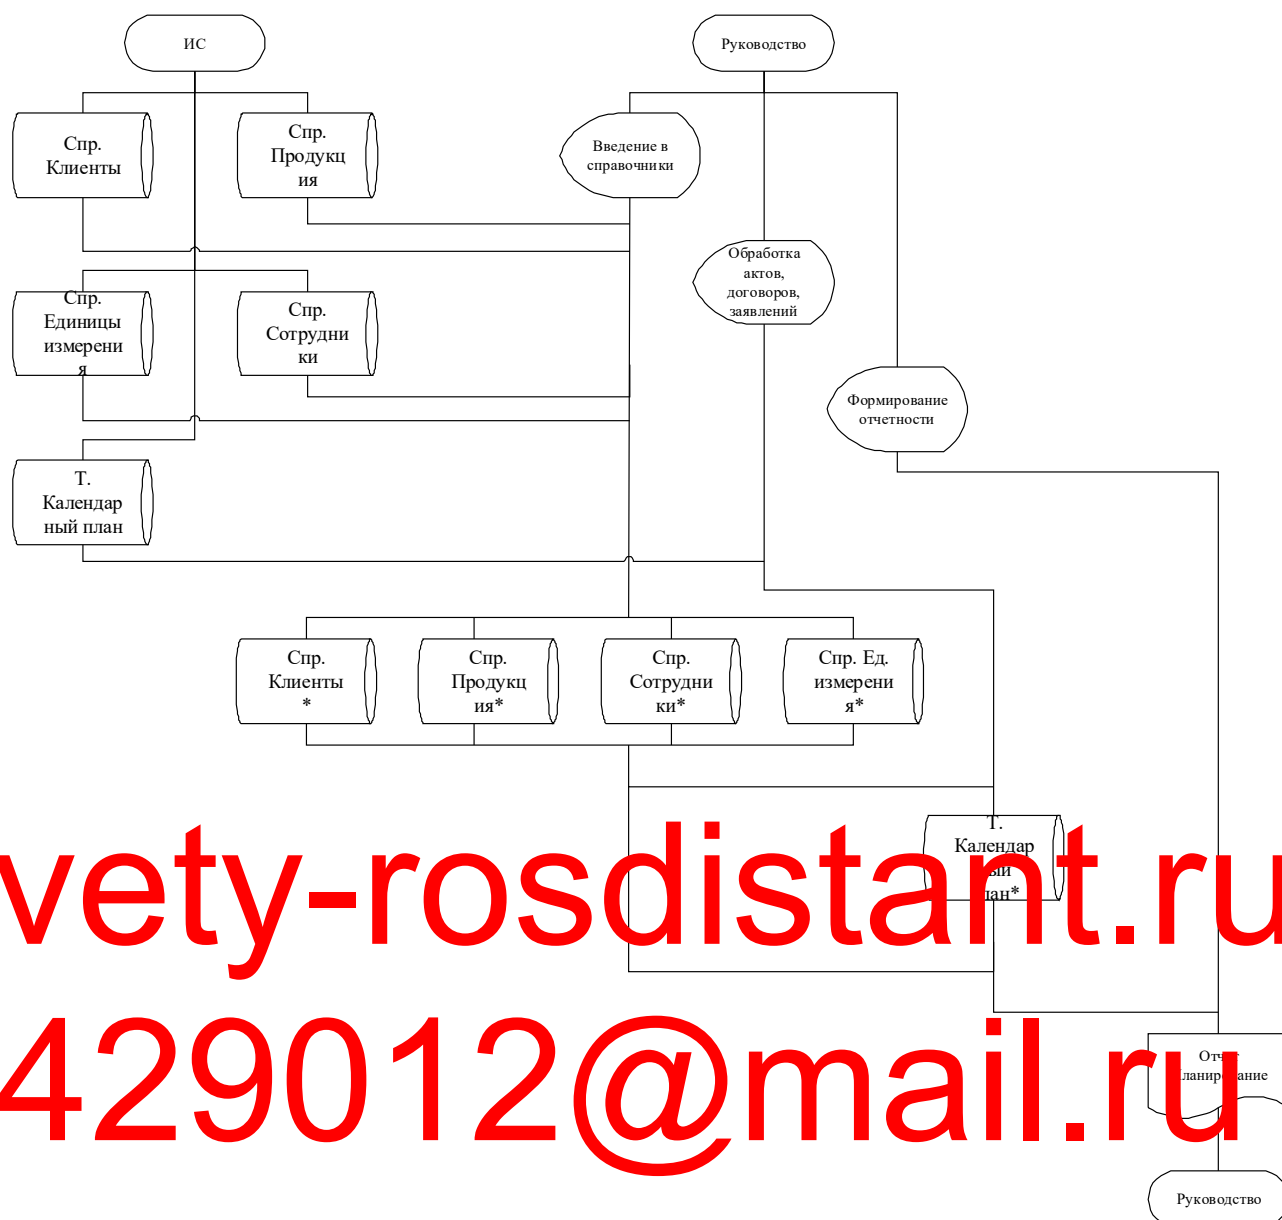 ИС
Руководство
Спр.
Клиенты
Спр.
Продукц
ия
Введение в
справочники
Обработка
актов,
договоров,
заявлений
Спр.
Единицы
измерени
я
Спр.
Сотрудни
ки
Формирование
отчетности
Т.
Календар
ный план
Спр.
Клиенты
*
Спр.
Продукц
ия*
Спр.
Сотрудни
ки*
Спр. Ед.
измерени
я*
Т.
Календар
vety-rosdistant.ru
429012@mail.ru
Руководство